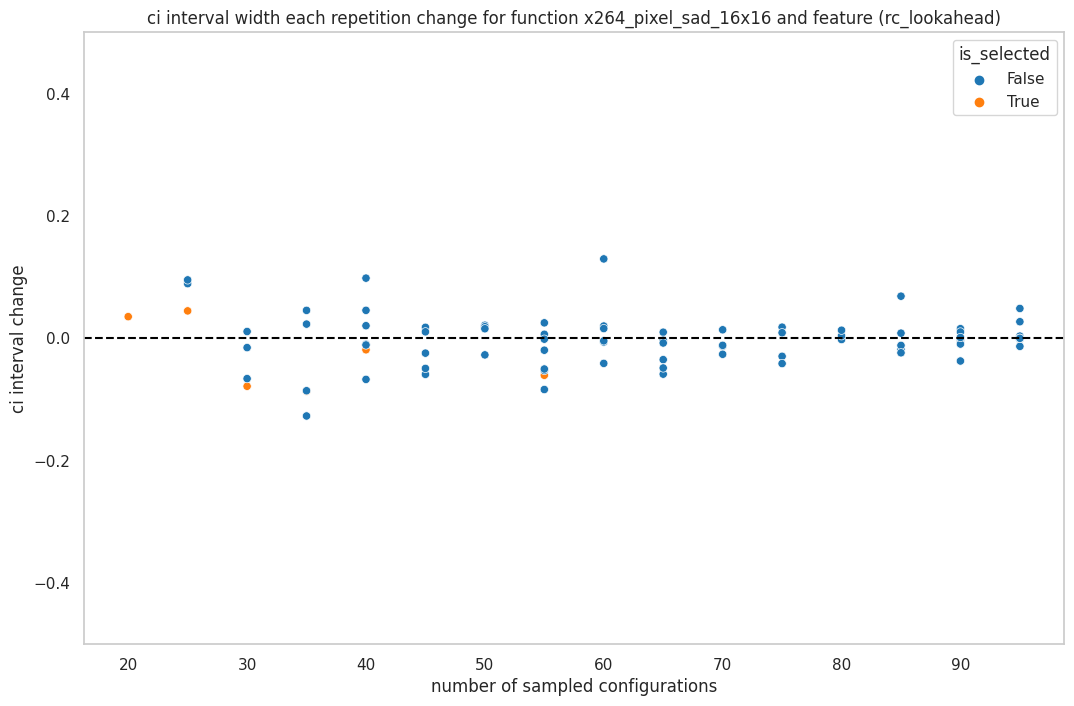 ci interval width each repetition change for function x264_pixel_sad_16x16 and feature (rc_lookahead)
is_selected
False
True
0.4
0.2
0.0
−0.2
−0.4
ci interval change
20 30 40 50 60 70 80 90
number of sampled configurations